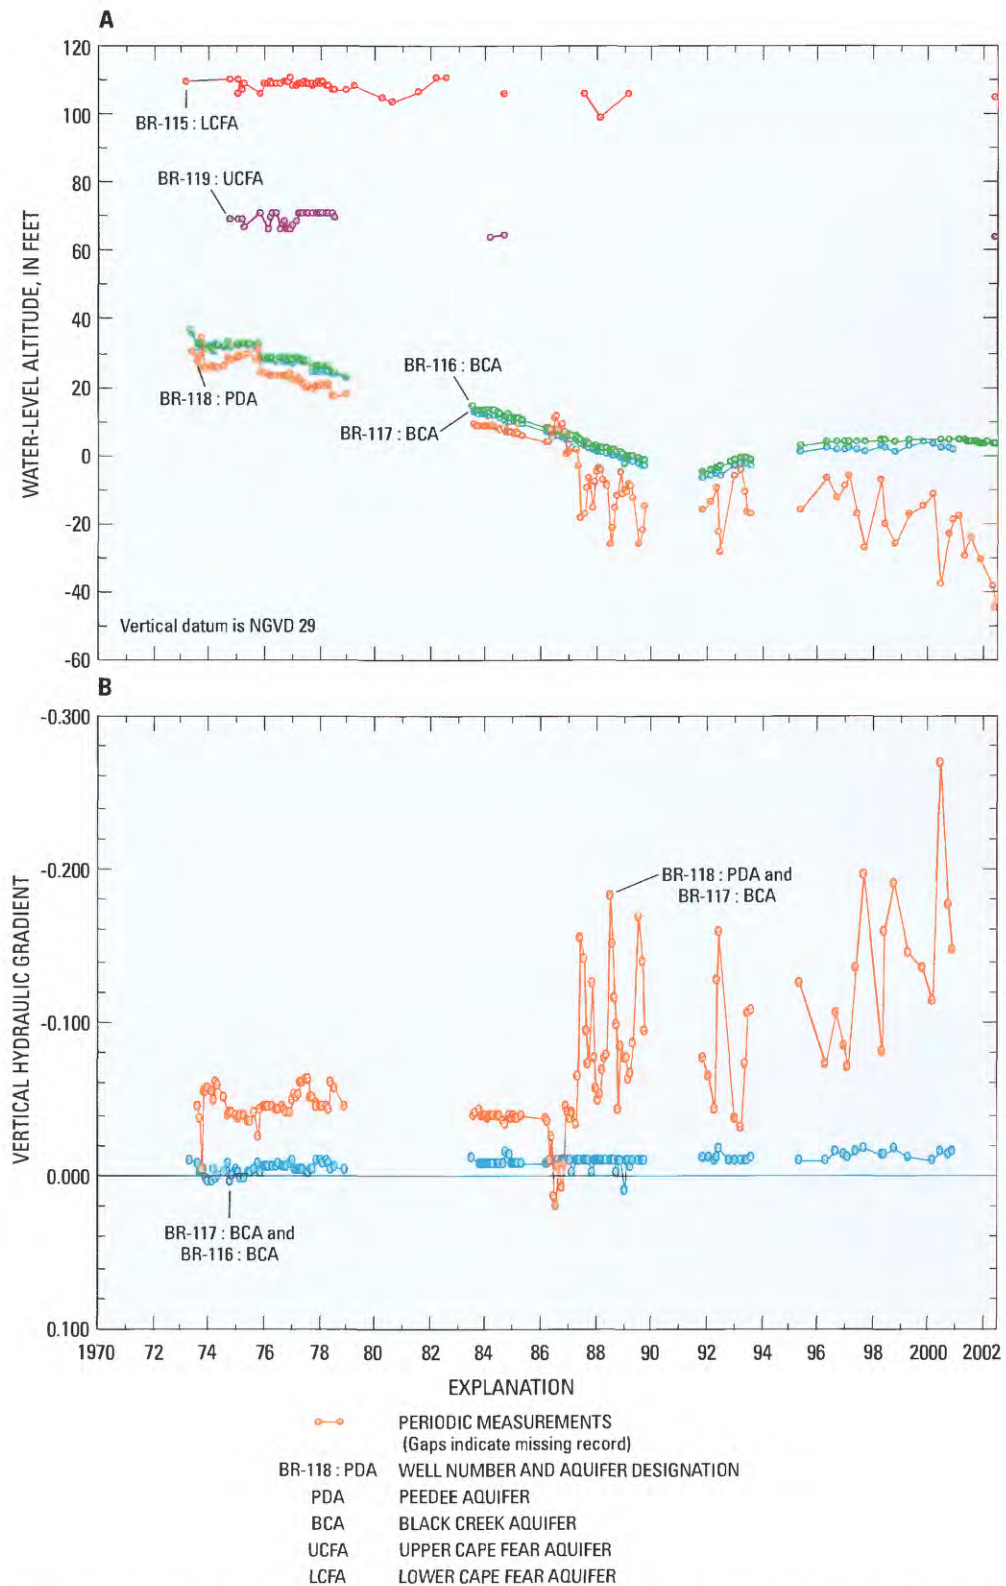 A
120
100
80
60
40
20
0
-20
-40
-60
WATER-LEVEL ALTITUDE, IN FEET
BR-115 : LCFA
BR-119 : UCFA
BR-118 : PDA
BR-116 : BCA
BR-117 : BCA
Vertical datum is NGVD 29
B
-0.300
-0.200
-0.100
0.000
0.100
VERTICAL HYDRAULIC GRADIENT
BR-118 : PDA and
BR-117 : BCA
BR-117 : BCA and
BR-116 : BCA
1970 72 74 76 78 80 82 84 86 88 90 92 94 96 98 2000 2002
EXPLANATION
PERIODIC MEASUREMENTS
(Gaps indicate missing record)
BR-118 : PDA WELL NUMBER AND AQUIFER DESIGNATION
PDA PEEDEE AQUIFER
BCA BLACK CREEK AQUIFER
UCFA UPPER CAPE FEAR AQUIFER
LCFA LOWER CAPE FEAR AQUIFER